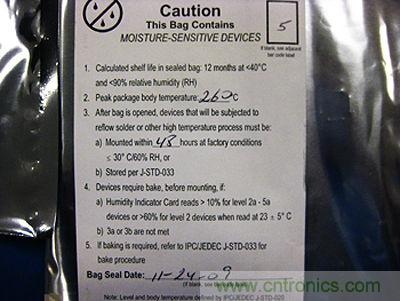 Caution
This Bag Contains
MOISTURE-SENSITIVE DEVICES
5
If blank, see adjacent
bar code label
1. Calculated shelf life in sealed bag: 12 months at <40°C
and <90% relative humidity (RH)
2. Peak package body temperature: 260°C
3. After bag is opened, devices that will be subjected to
reflow solder or other high temperature process must be:
a) Mounted within 48 hours at factory conditions
≤ 30° C/60% RH, or
b) Stored per J-STD-033
4. Devices require bake, before mounting, if:
a) Humidity Indicator Card reads > 10% for level 2a - 5a
devices or >60% for level 2 devices when read at 23 ± 5° C
b) 3a or 3b are not met
5. If baking is required, refer to IPC/JEDEC J-STD-033 for
bake procedure
Bag Seal Date: 11-24-09
(If blank, see
Note: Level and body temperature defined by IPC/JEDEC J-STD-020
www.cntronics.com